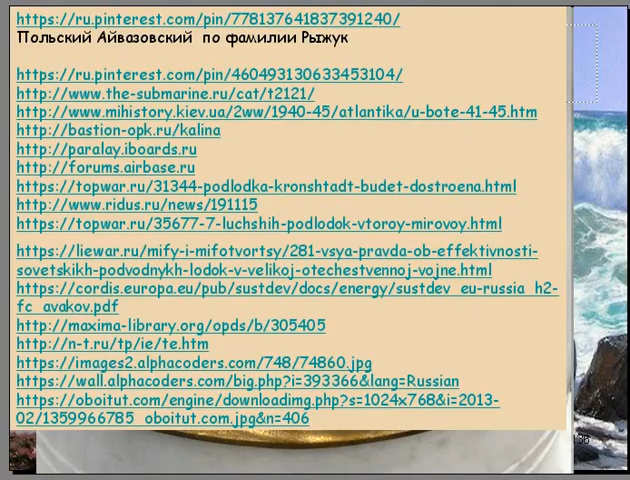 https://ru.pinterest.com/pin/778137641837391240/
Польский Айвазовский по фамилии Рыжук
https://ru.pinterest.com/pin/460493130633453104/
http://www.the-submarine.ru/cat/t2121/
http://www.mihistory.kiev.ua/2ww/1940-45/atlantika/u-bote-41-45.htm
http://bastion-opk.ru/kalina
http://paralay.iboards.ru
http://forums.airbase.ru
https://topwar.ru/31344-podlodka-kronshtadt-budet-dostroena.html
http://www.ridus.ru/news/191115
https://topwar.ru/35677-7-luchshih-podlodok-vtoroy-mirovoy.html
https://liewar.ru/mify-i-mifotvortsy/281-vsya-pravda-ob-effektivnosti-
sovetskikh-podvodnykh-lodok-v-velikoj-otechestvennoj-vojne.html
https://cordis.europa.eu/pub/sustdev/docs/energy/sustdev_eu-russia_h2-
fc_avakov.pdf
http://maxima-library.org/opds/b/305405
http://n-t.ru/tp/ie/te.htm
https://images2.alphacoders.com/748/74860.jpg
https://wall.alphacoders.com/big.php?i=393366&lang=Russian
https://oboitut.com/engine/downloadimg.php?s=1024x768&i=2013-
02/1359966785_oboitut.com.jpg&n=406